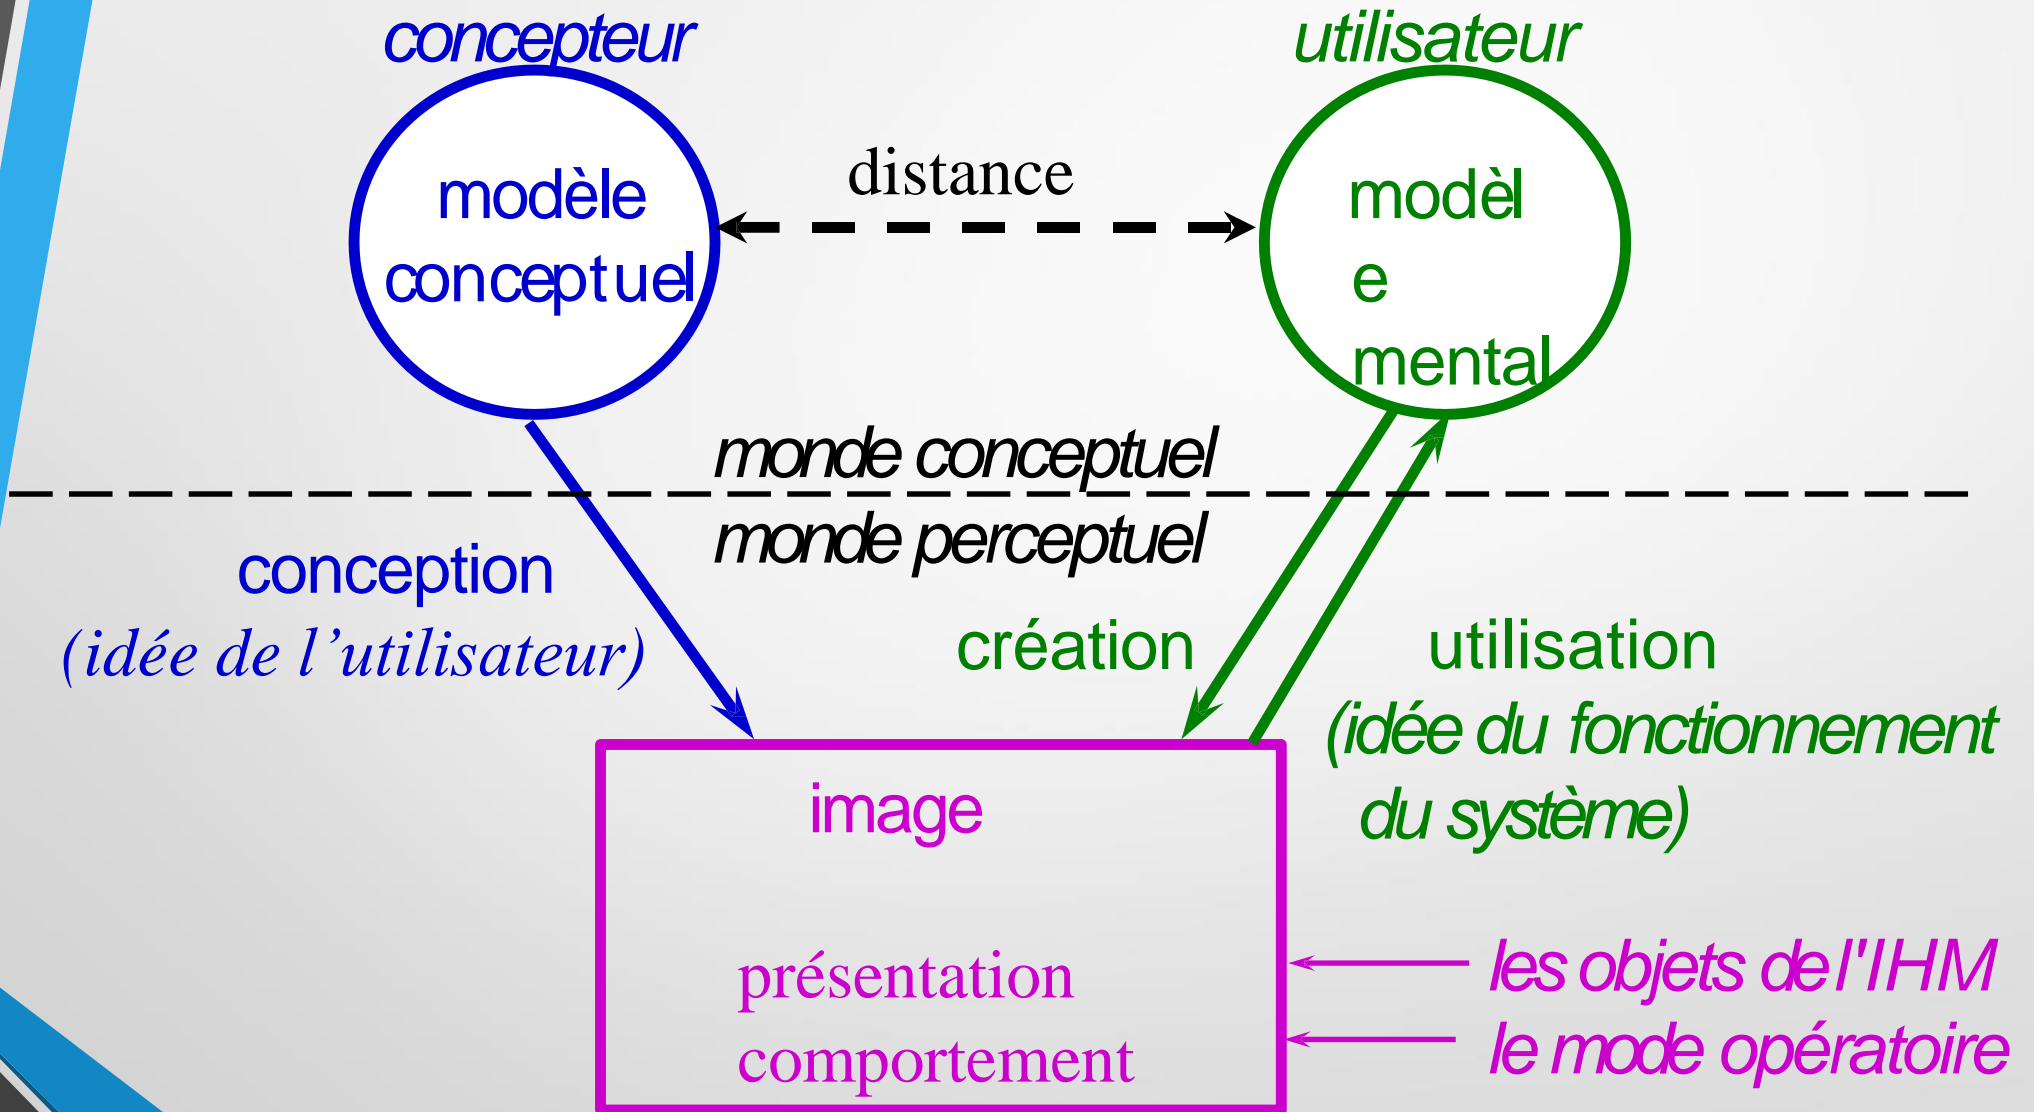 concepteur
utilisateur
modèle
conceptuel
distance
modèl
e
mental
monde conceptuel
monde perceptuel
conception
(idée de l’utilisateur)
création
utilisation
(idée du fonctionnement
du système)
image
présentation
comportement
les objets de l'IHM
le mode opératoire